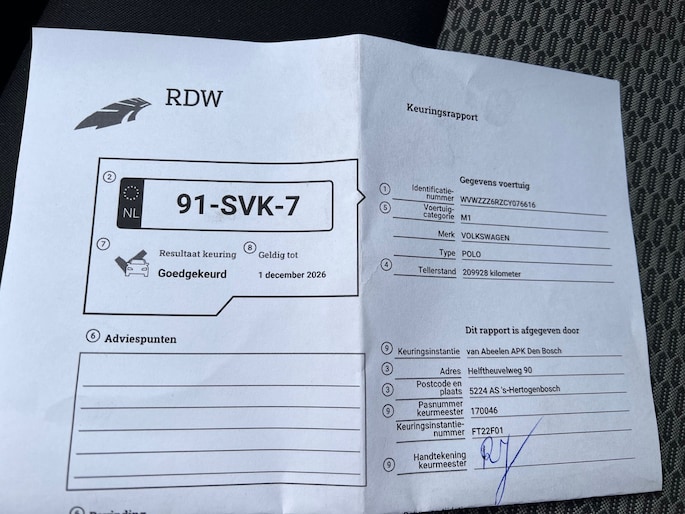 RDW
Keuringsrapport
2
NL
91-SVK-7
7 Resultaat keuring
Goedgekeurd
8 Geldig tot
1 december 2026
6 Adviespunten
Gegevens voertuig
1 Identificatie-
nummer WVWZZZ6RZCY076616
5 Voertuig-
categorie M1
Merk VOLKSWAGEN
Type POLO
4 Tellerstand 209928 kilometer
Dit rapport is afgegeven door
9 Keuringsinstantie van Abeelen APK Den Bosch
3 Adres Helftheuvelweg 90
3 Postcode en
plaats 5224 AS 's-Hertogenbosch
9 Pasnummer
keurmeester 170046
Keuringsinstantie-
nummer FT22F01
9 Handtekening
keurmeester